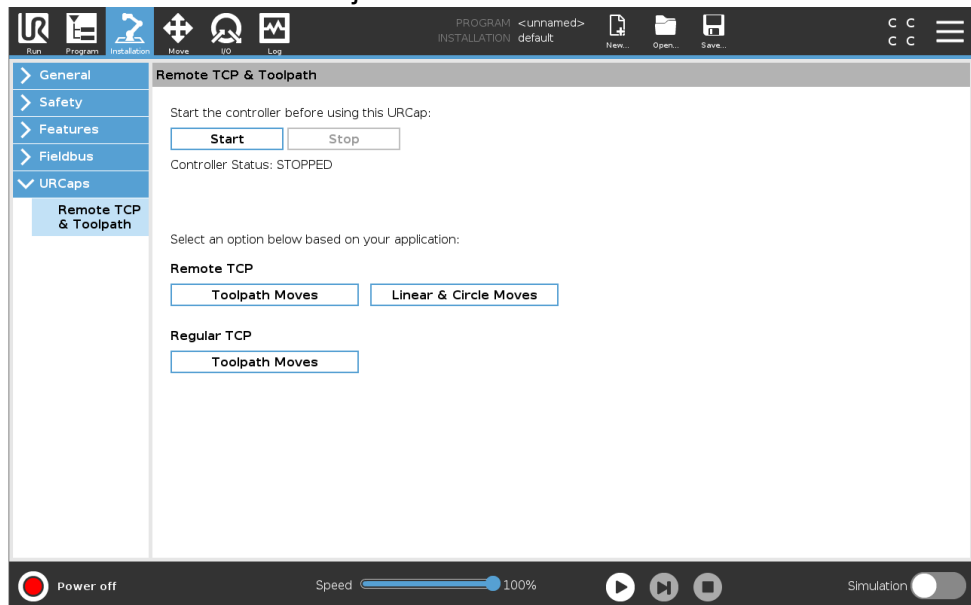 PROGRAM <unnamed>
INSTALLATION default
UR
Run Program Installation Move I/O Log New... Open... Save...
C C
C C
General
Safety
Features
Fieldbus
URCaps
Remote TCP
& Toolpath
Remote TCP & Toolpath
Start the controller before using this URCap:
Start Stop
Controller Status: STOPPED
Select an option below based on your application:
Remote TCP
Toolpath Moves Linear & Circle Moves
Regular TCP
Toolpath Moves
Power off Speed 100% Simulation